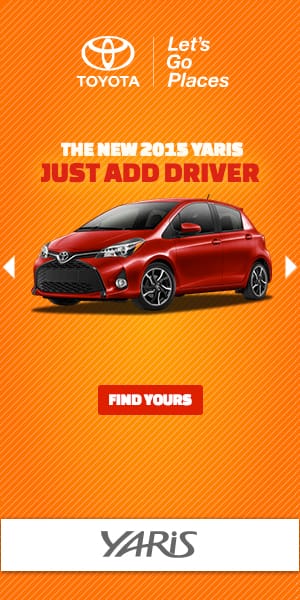 TOYOTA
Let's
Go
Places
THE NEW 2015 YARIS
JUST ADD DRIVER
FIND YOURS
YARiS